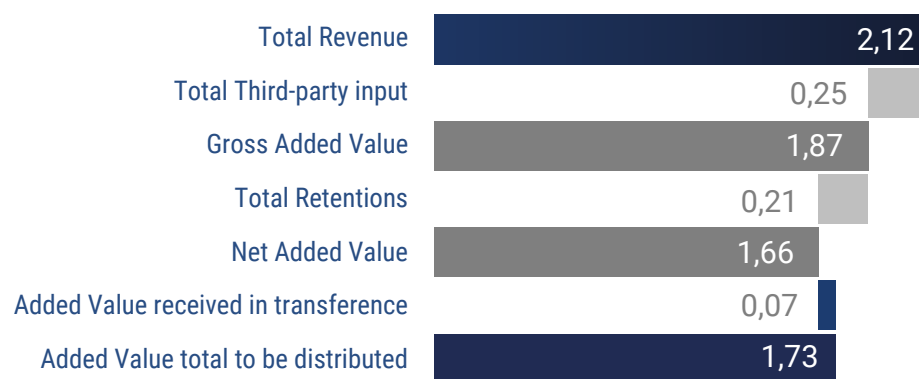 Total Revenue 2,12
Total Third-party input 0,25
Gross Added Value 1,87
Total Retentions 0,21
Net Added Value 1,66
Added Value received in transference 0,07
Added Value total to be distributed 1,73